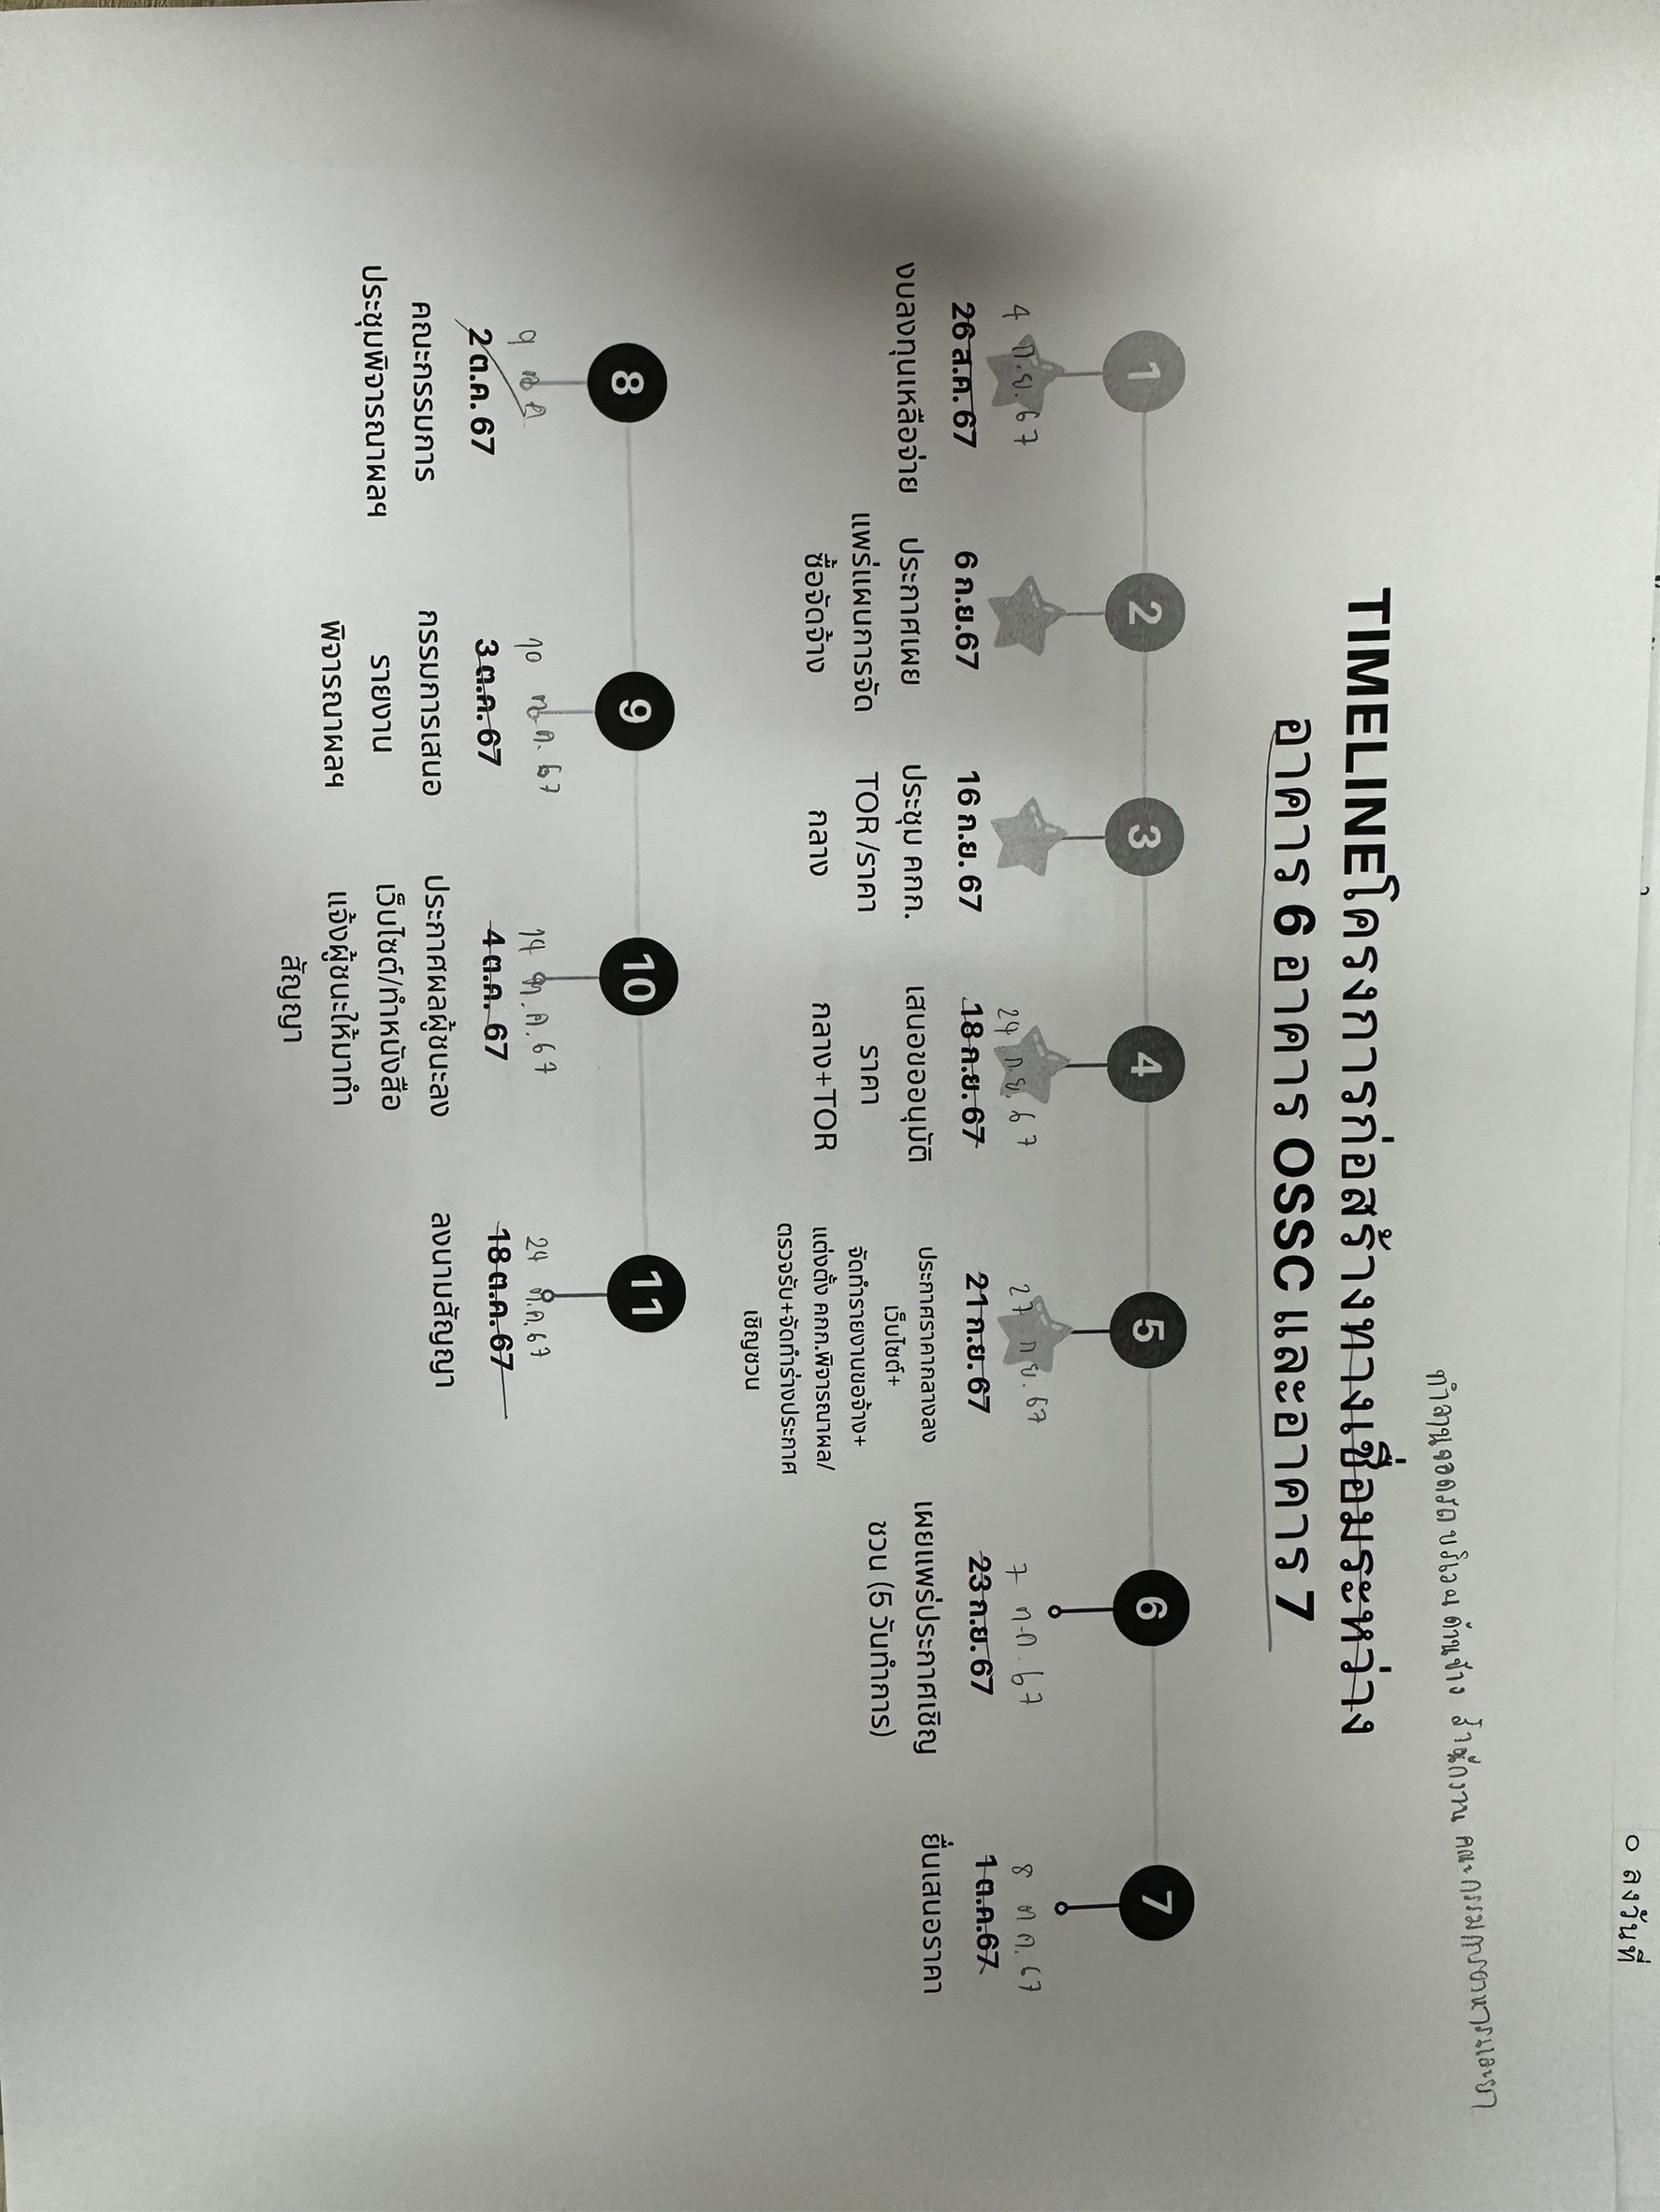 ลงวันที่
ทำลานจอดรถบริเวณด้านข้าง สำนักงานคณะกรรมการอาหารและยา
TIMELINEโครงการก่อสร้างทางเชื่อมระหว่าง
อาคาร 6 อาคาร OSSC และอาคาร 7
1
4 ก.ย. 67
26 ส.ค. 67
งบลงทุนเหลือจ่าย
2
6 ก.ย.67
ประกาศเผย
แพร่แผนการจัด
ซื้อจัดจ้าง
3
16 ก.ย. 67
ประชุม คกก.
TOR /ราคา
กลาง
4
24 ก.ย. 67
18 ก.ย. 67
เสนอขออนุมัติ
ราคา
กลาง+TOR
5
27 ก.ย. 67
21 ก.ย. 67
ประกาศราคากลางลง
เว็บไซต์+
จัดทำรายงานขอจ้าง+
แต่งตั้ง คกก.พิจารณาผล/
ตรวจรับ+จัดทำร่างประกาศ
เชิญชวน
6
7 ต.ค. 67
23 ก.ย. 67
เผยแพร่ประกาศเชิญ
ชวน (5 วันทำการ)
7
8 ต.ค. 67
1 ต.ค.67
ยื่นเสนอราคา
8
9 ต.ค.
2 ต.ค. 67
คณะกรรมการ
ประชุมพิจารณาผลฯ
9
10 ต.ค. 67
3 ต.ค. 67
กรรมการเสนอ
รายงาน
พิจารณาผลฯ
10
14 ต.ค. 67
4 ต.ค. 67
ประกาศผลผู้ชนะลง
เว็บไซต์/ทำหนังสือ
แจ้งผู้ชนะให้มาทำ
สัญญา
11
24 ต.ค. 67
18 ต.ค. 67
ลงนามสัญญา